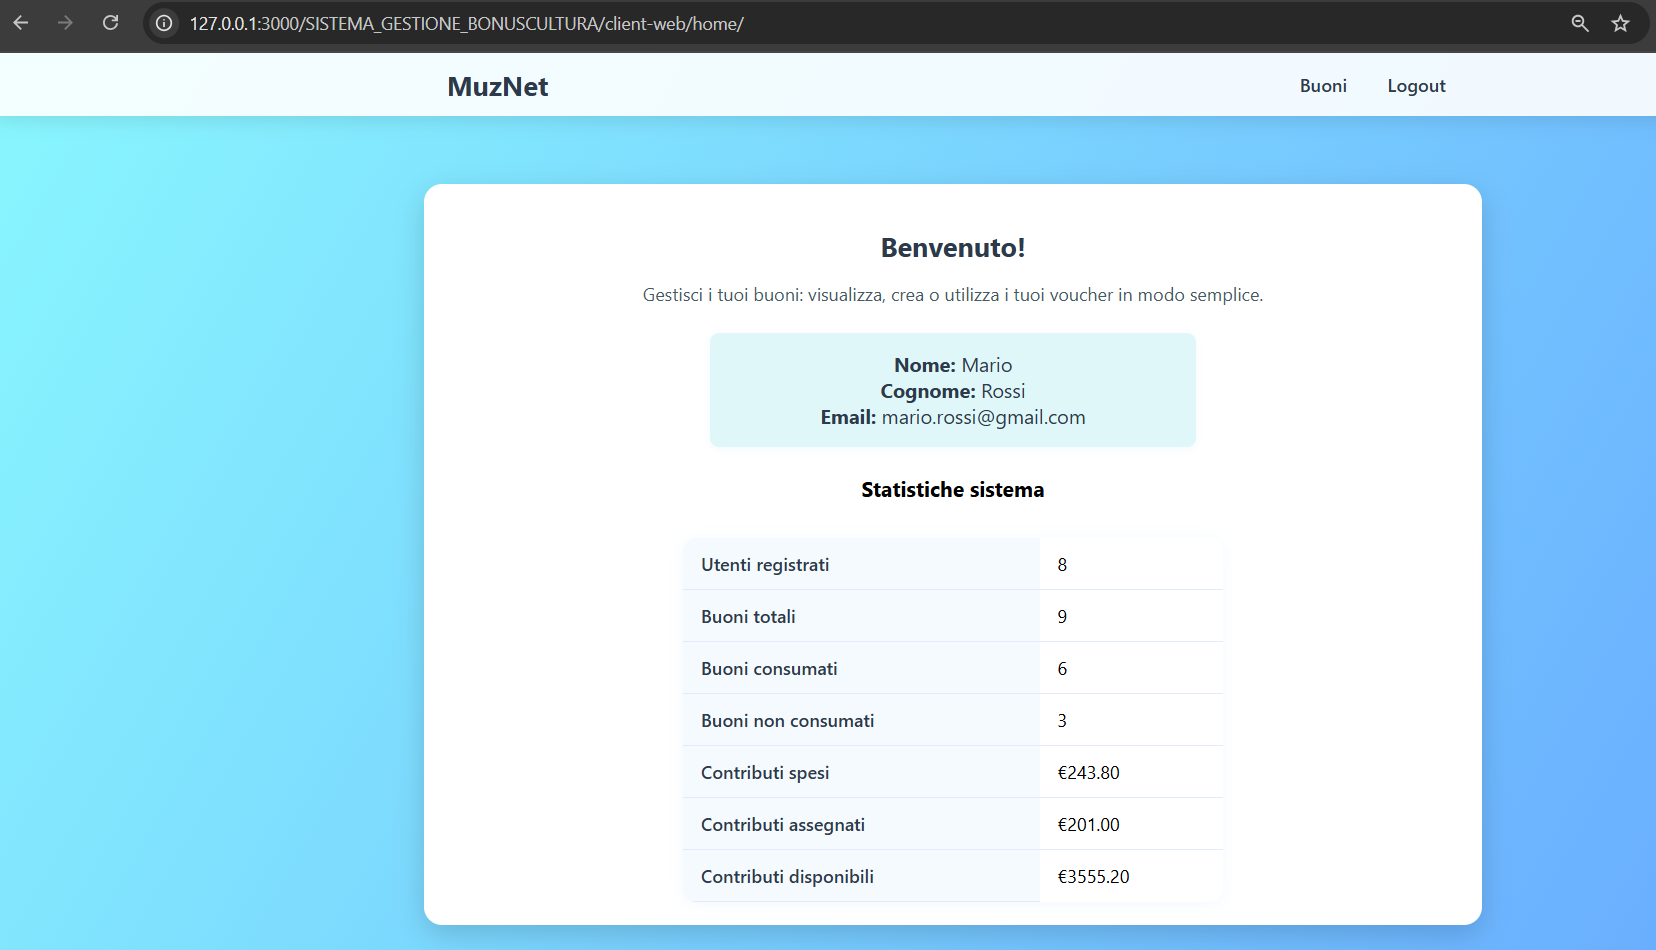 127.0.0.1:3000/SISTEMA_GESTIONE_BONUSCULTURA/client-web/home/
MuzNet Buoni Logout
Benvenuto!
Gestisci i tuoi buoni: visualizza, crea o utilizza i tuoi voucher in modo semplice.
Nome: Mario
Cognome: Rossi
Email: mario.rossi@gmail.com
Statistiche sistema
Utenti registrati 8
Buoni totali 9
Buoni consumati 6
Buoni non consumati 3
Contributi spesi €243.80
Contributi assegnati €201.00
Contributi disponibili €3555.20